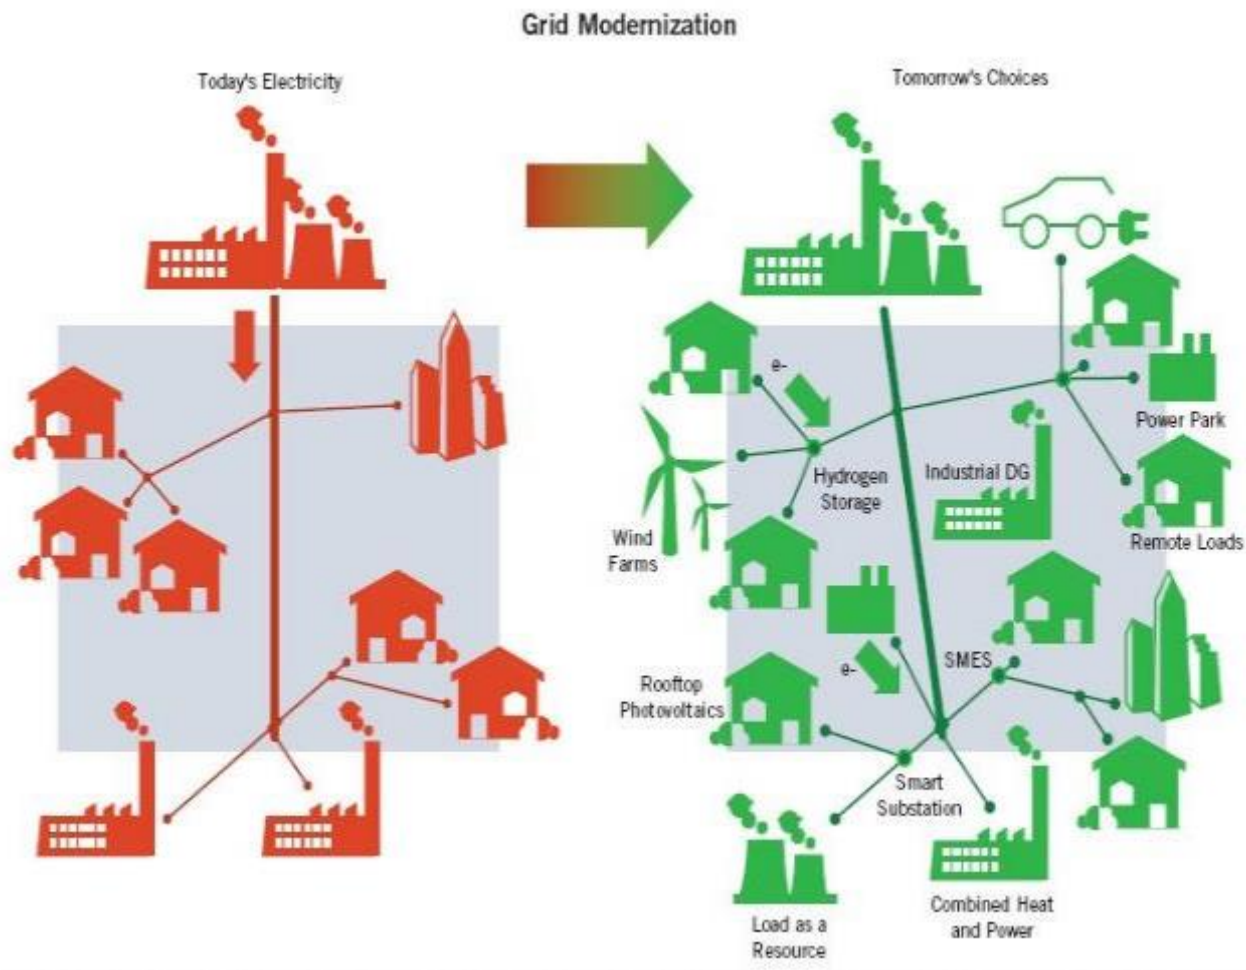 Grid Modernization
Today's Electricity
Tomorrow's Choices
e-
Power Park
Hydrogen
Storage
Industrial DG
Wind
Farms
Remote Loads
SMES
e-
Rooftop
Photovoltaics
Smart
Substation
Load as a
Resource
Combined Heat
and Power